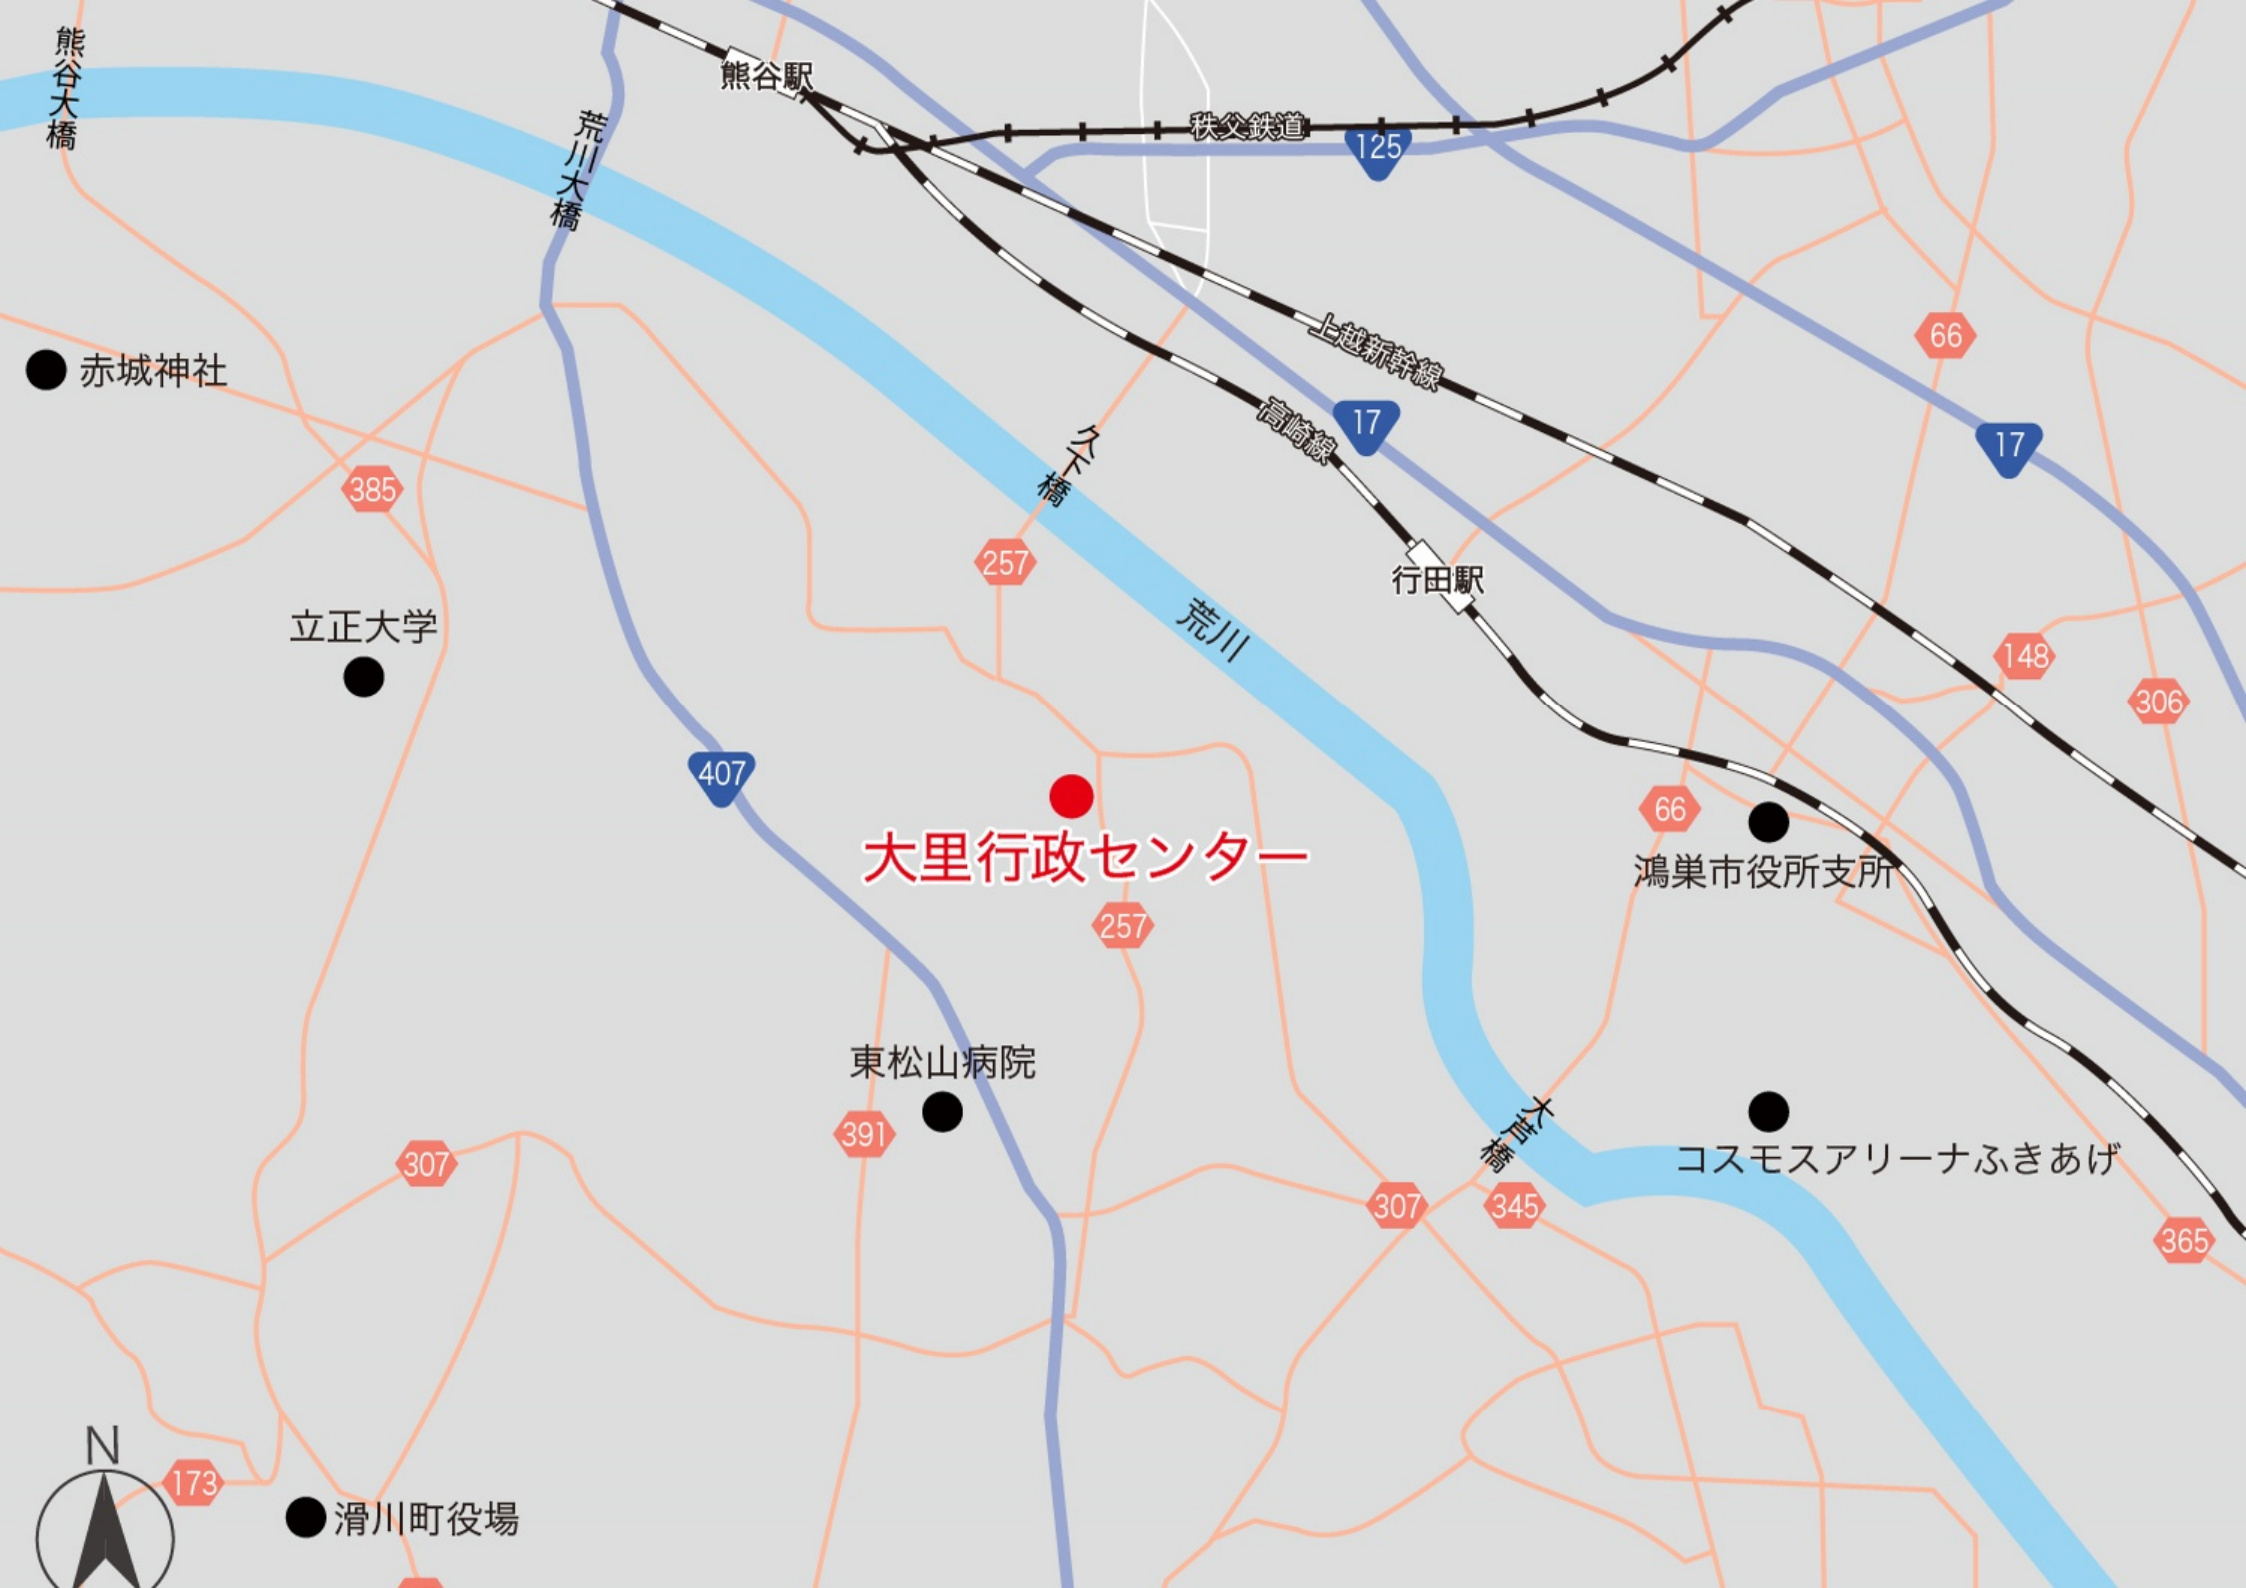 熊谷大橋
熊谷駅
荒川大橋
秩父鉄道
125
上越新幹線
66
赤城神社
17
高崎線
17
久下橋
385
257
行田駅
荒川
立正大学
148
306
407
大里行政センター
66
鴻巣市役所支所
257
東松山病院
391
大芦橋
コスモスアリーナふきあげ
307
307
345
365
N
173
滑川町役場